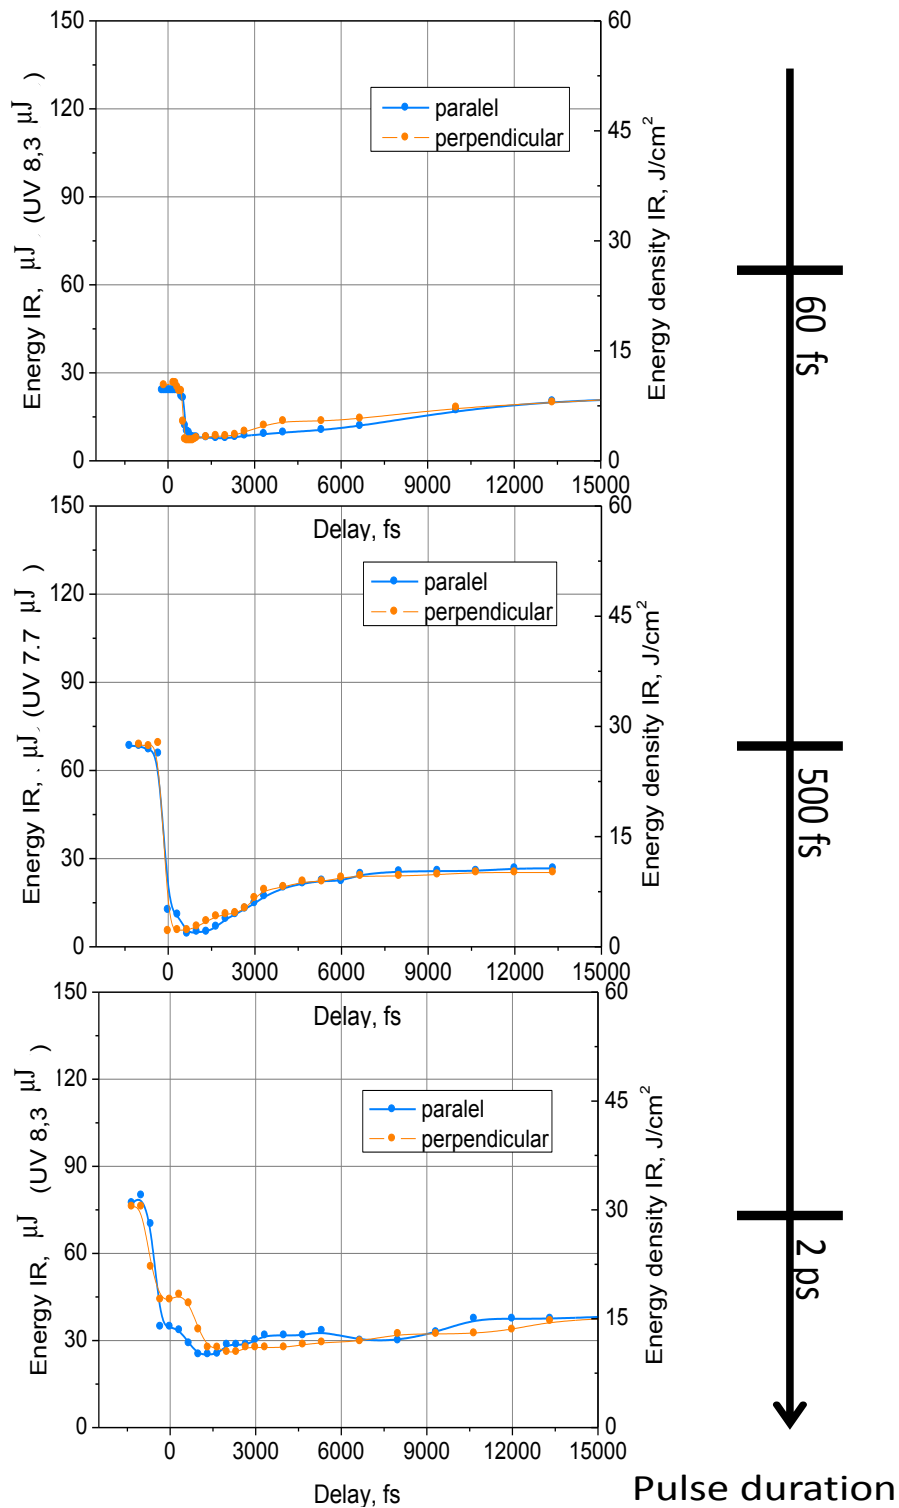 150
120
90
60
30
0
Energy IR, μJ (UV 8,3 μJ )
60
45
30
15
0
Energy density IR, J/cm²
paralel
perpendicular
0 3000 6000 9000 12000 15000
Delay, fs
150
120
90
60
30
0
Energy IR, μJ (UV 7.7 μJ )
60
45
30
15
0
Energy density IR, J/cm²
paralel
perpendicular
0 3000 6000 9000 12000 15000
Delay, fs
150
120
90
60
30
0
Energy IR, μJ (UV 8,3 μJ )
60
45
30
15
0
Energy density IR, J/cm²
paralel
perpendicular
0 3000 6000 9000 12000 15000
Delay, fs
60 fs
500 fs
2 ps
Pulse duration